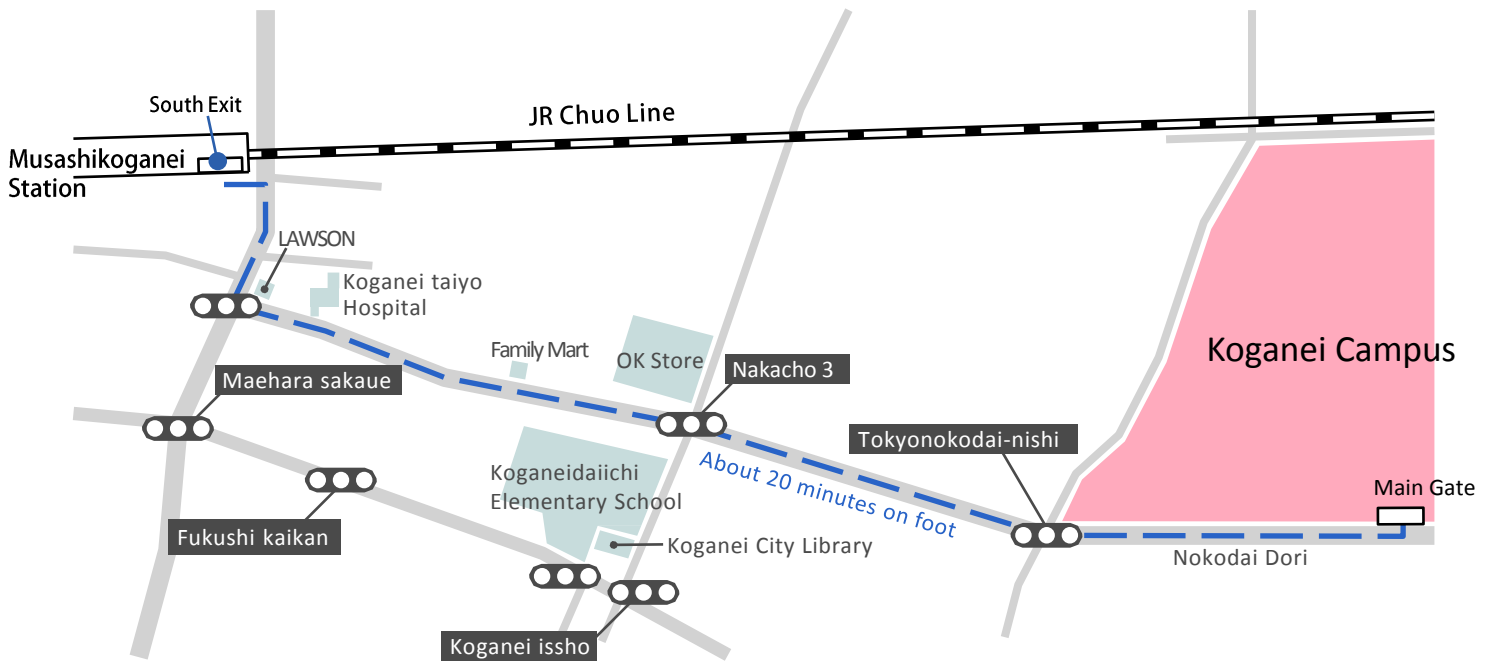 South Exit
JR Chuo Line
Musashikoganei
Station
LAWSON
Koganei taiyo
Hospital
Family Mart
OK Store
Nakacho 3
Koganei Campus
Maehara sakaue
Tokyonokodai-nishi
About 20 minutes on foot
Koganeidaiichi
Elementary School
Main Gate
Fukushi kaikan
Koganei City Library
Nokodai Dori
Koganei issho